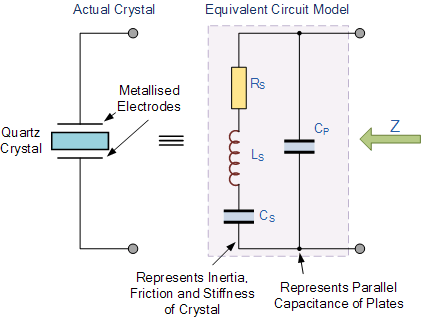 Actual Crystal
Equivalent Circuit Model
Metallised
Electrodes
Quartz
Crystal
RS
LS
CS
CP
Z
Represents Inertia,
Friction and Stiffness
of Crystal
Represents Parallel
Capacitance of Plates